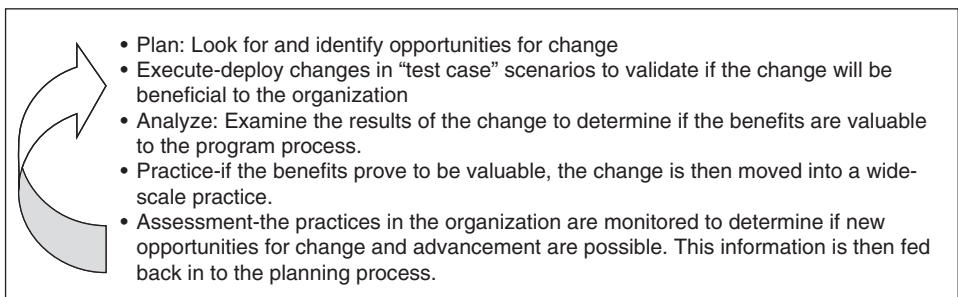 • Plan: Look for and identify opportunities for change
• Execute-deploy changes in “test case” scenarios to validate if the change will be
beneficial to the organization
• Analyze: Examine the results of the change to determine if the benefits are valuable
to the program process.
• Practice-if the benefits prove to be valuable, the change is then moved into a wide-
scale practice.
• Assessment-the practices in the organization are monitored to determine if new
opportunities for change and advancement are possible. This information is then fed
back in to the planning process.